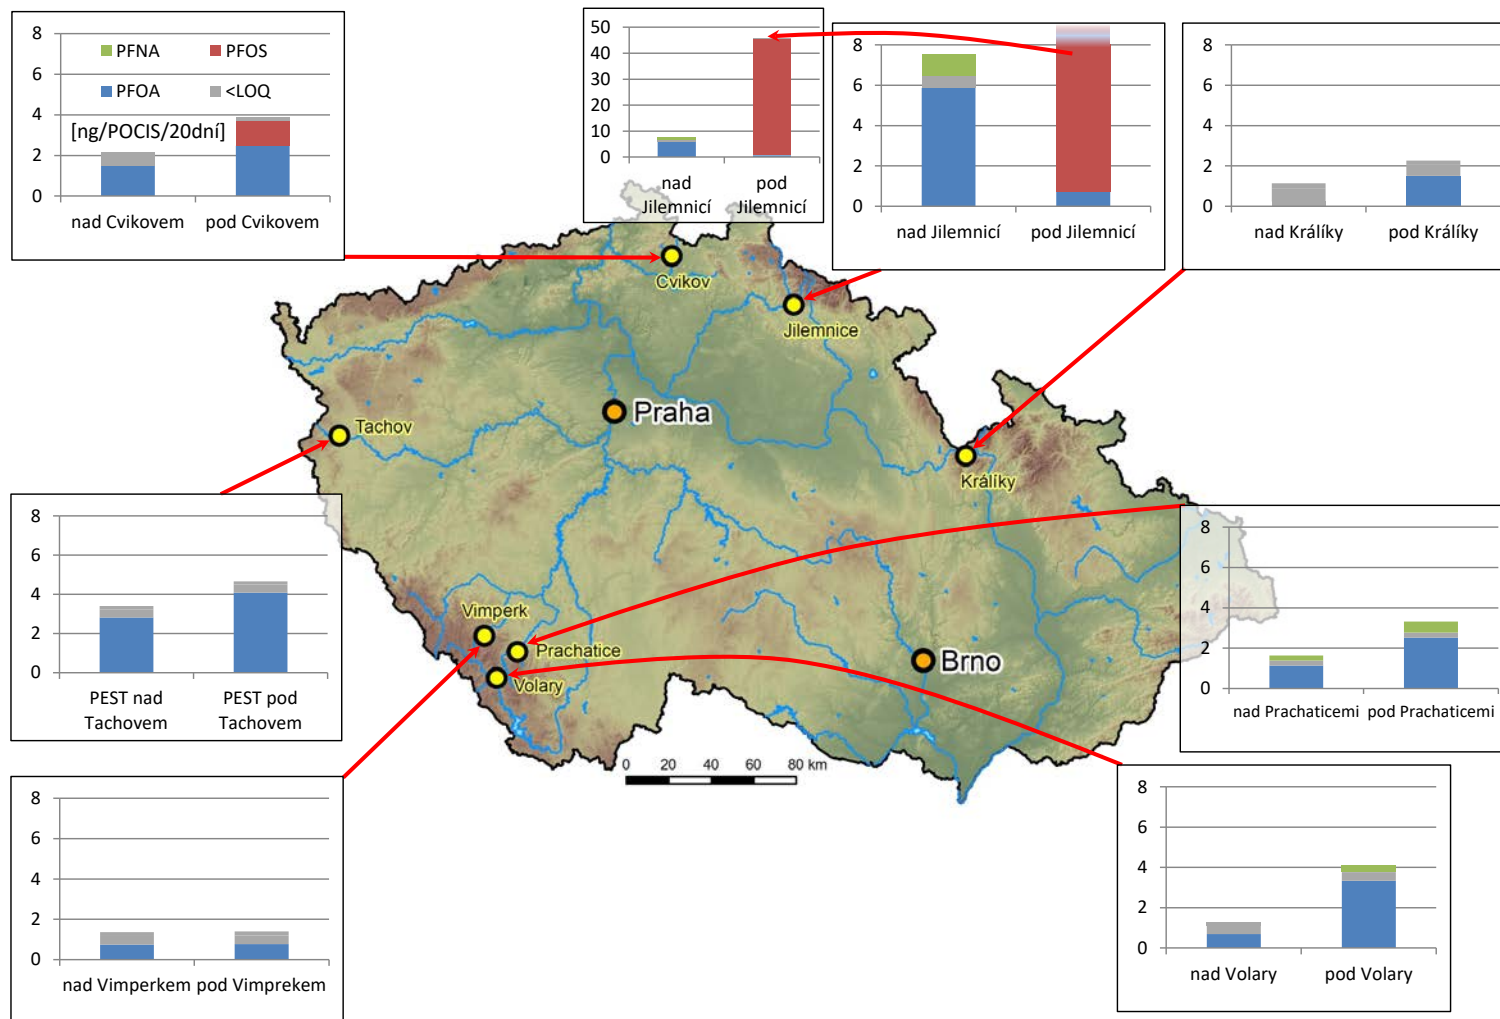 8
6
4
2
0
PFNA
PFOS
PFOA
<LOQ
[ng/POCIS/20dní]
nad Cvikovem
pod Cvikovem
50
40
30
20
10
0
nad
Jilemnicí
pod
Jilemnicí
8
6
4
2
0
nad Jilemnicí
pod Jilemnicí
8
6
4
2
0
nad Králíky
pod Králíky
Cvikov
Jilemnice
Praha
Tachov
Králíky
Vimperk
Prachatice
Volary
Brno
0 20 40 60 80 km
8
6
4
2
0
PEST nad
Tachovem
PEST pod
Tachovem
8
6
4
2
0
nad Prachaticemi
pod Prachaticemi
8
6
4
2
0
nad Vimperkem
pod Vimprekem
8
6
4
2
0
nad Volary
pod Volary